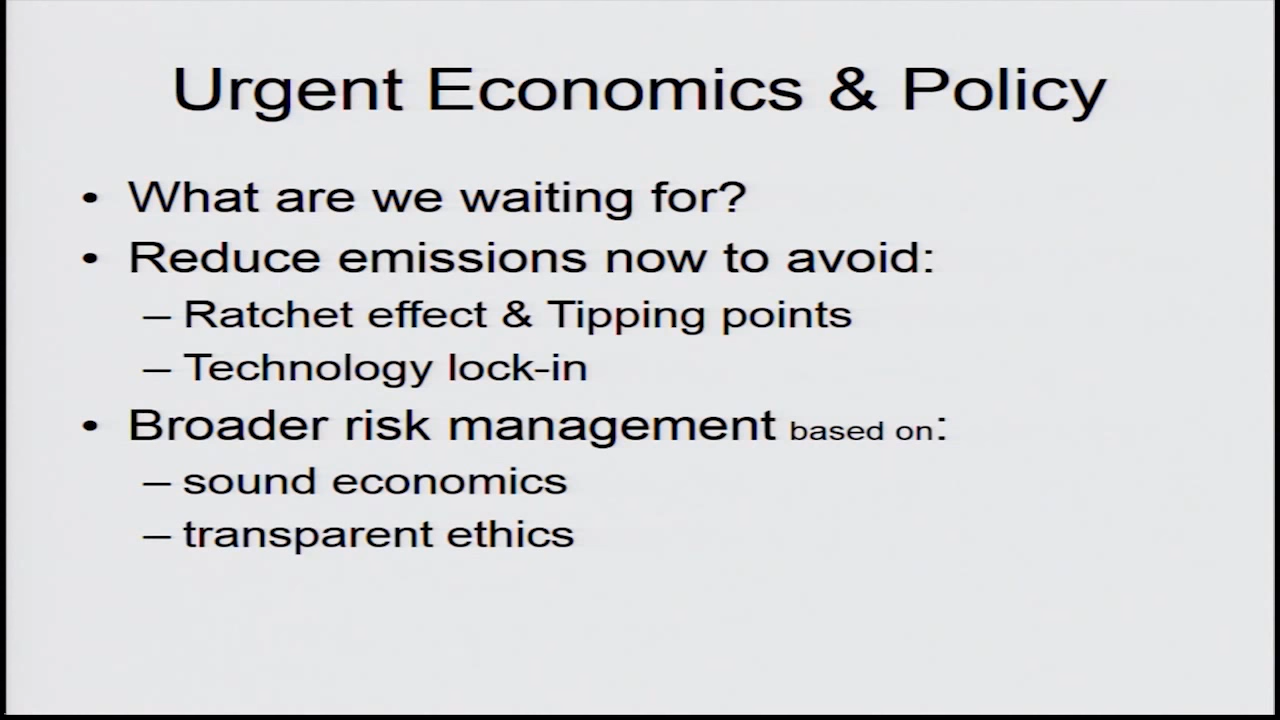 Urgent Economics & Policy
• What are we waiting for?
• Reduce emissions now to avoid:
– Ratchet effect & Tipping points
– Technology lock-in
• Broader risk management based on:
– sound economics
– transparent ethics